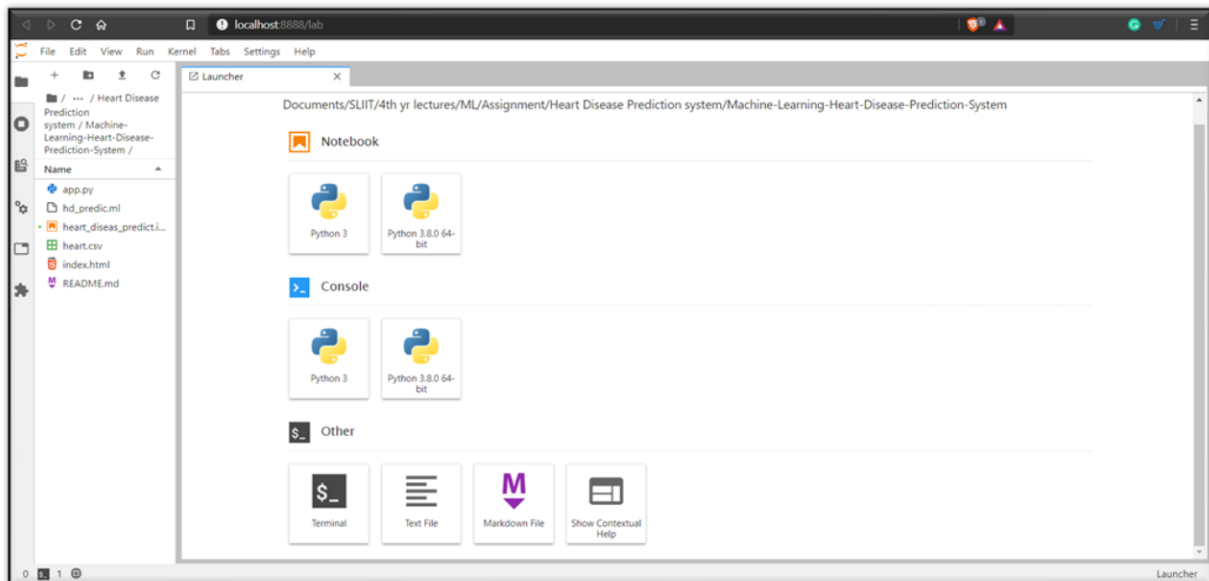 localhost:8888/lab
File Edit View Run Kernel Tabs Settings Help
Launcher
/ ··· / Heart Disease
Prediction
system / Machine-
Learning-Heart-Disease-
Prediction-System /
Name
app.py
hd_predic.ml
heart_diseas_predict.i...
heart.csv
index.html
README.md
Documents/SLIIT/4th yr lectures/ML/Assignment/Heart Disease Prediction system/Machine-Learning-Heart-Disease-Prediction-System
Notebook
Python 3
Python 3.8.0 64-
bit
Console
Python 3
Python 3.8.0 64-
bit
$_ Other
$_
M
Terminal
Text File
Markdown File
Show Contextual
Help
0 $_ 1
Launcher